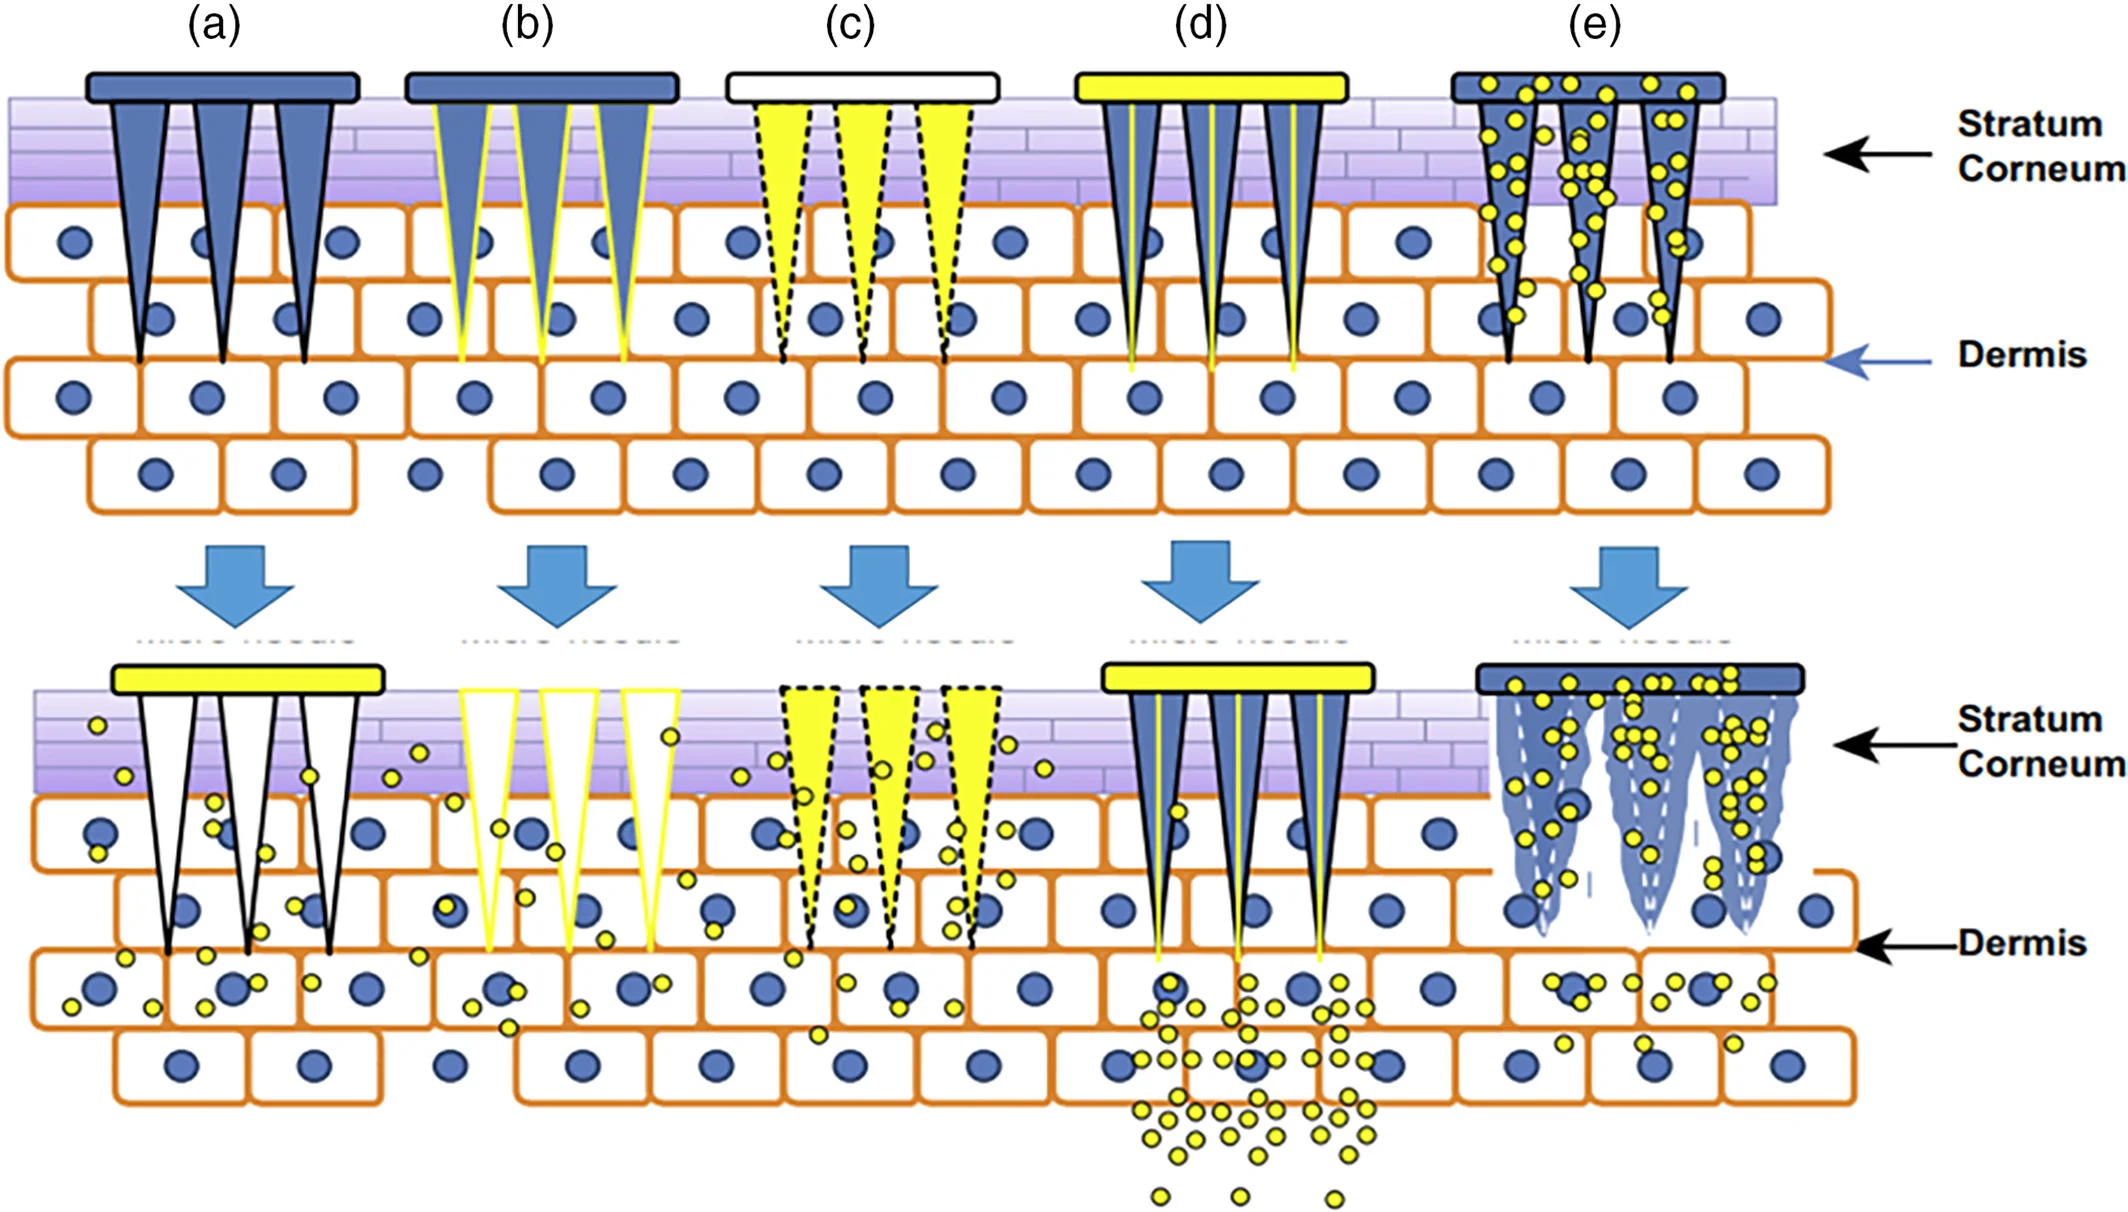 (a) (b) (c) (d) (e)
Stratum
Corneum
Dermis
Stratum
Corneum
Dermis